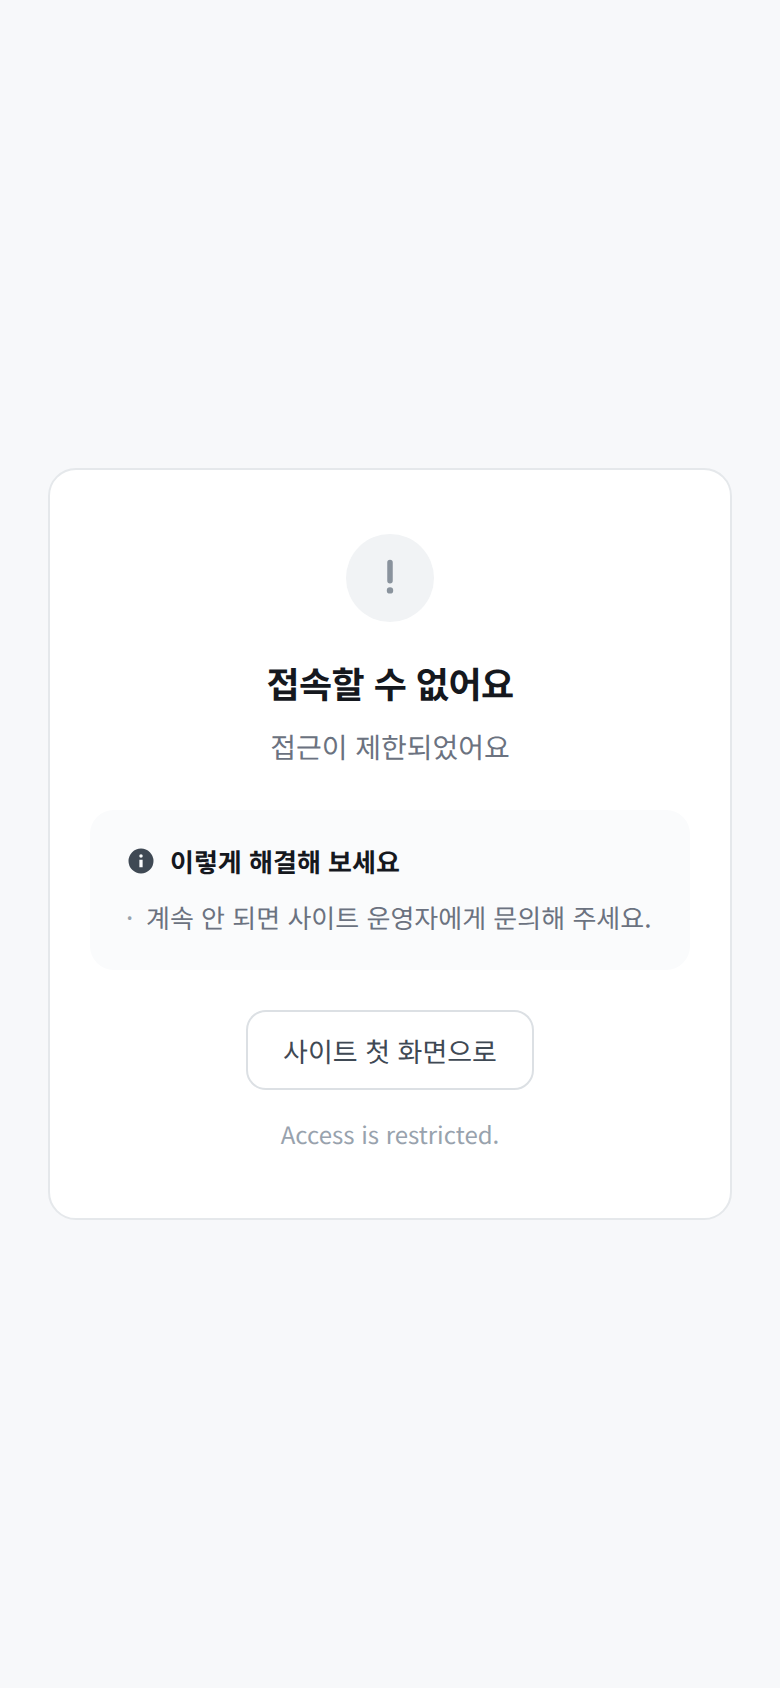 접속할 수 없어요
접근이 제한되었어요
이렇게 해결해 보세요
· 계속 안 되면 사이트 운영자에게 문의해 주세요.
사이트 첫 화면으로
Access is restricted.